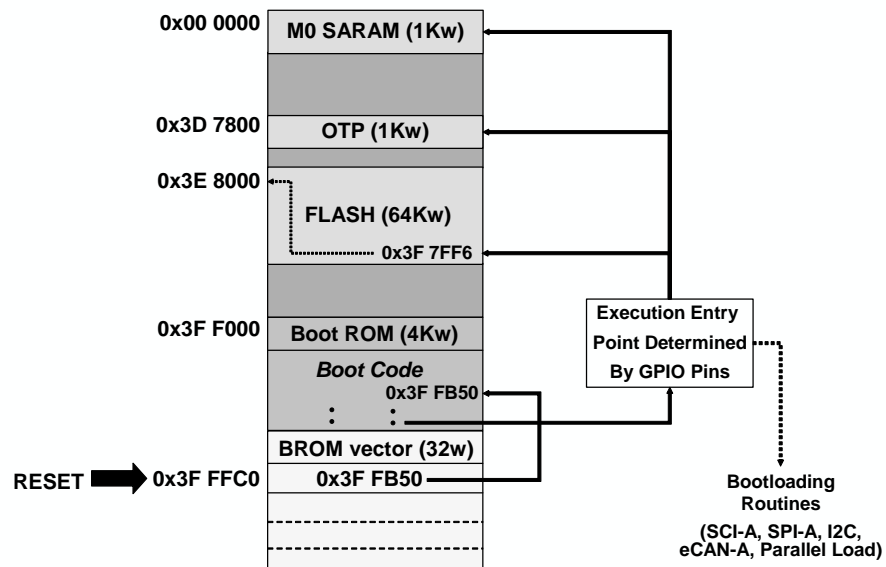 0x00 0000
M0 SARAM (1Kw)
0x3D 7800
OTP (1Kw)
0x3E 8000
FLASH (64Kw)
0x3F 7FF6
0x3F F000
Boot ROM (4Kw)
Boot Code
0x3F FB50
BROM vector (32w)
RESET
0x3F FFC0
0x3F FB50
Execution Entry
Point Determined
By GPIO Pins
Bootloading
Routines
(SCI-A, SPI-A, I2C,
eCAN-A, Parallel Load)